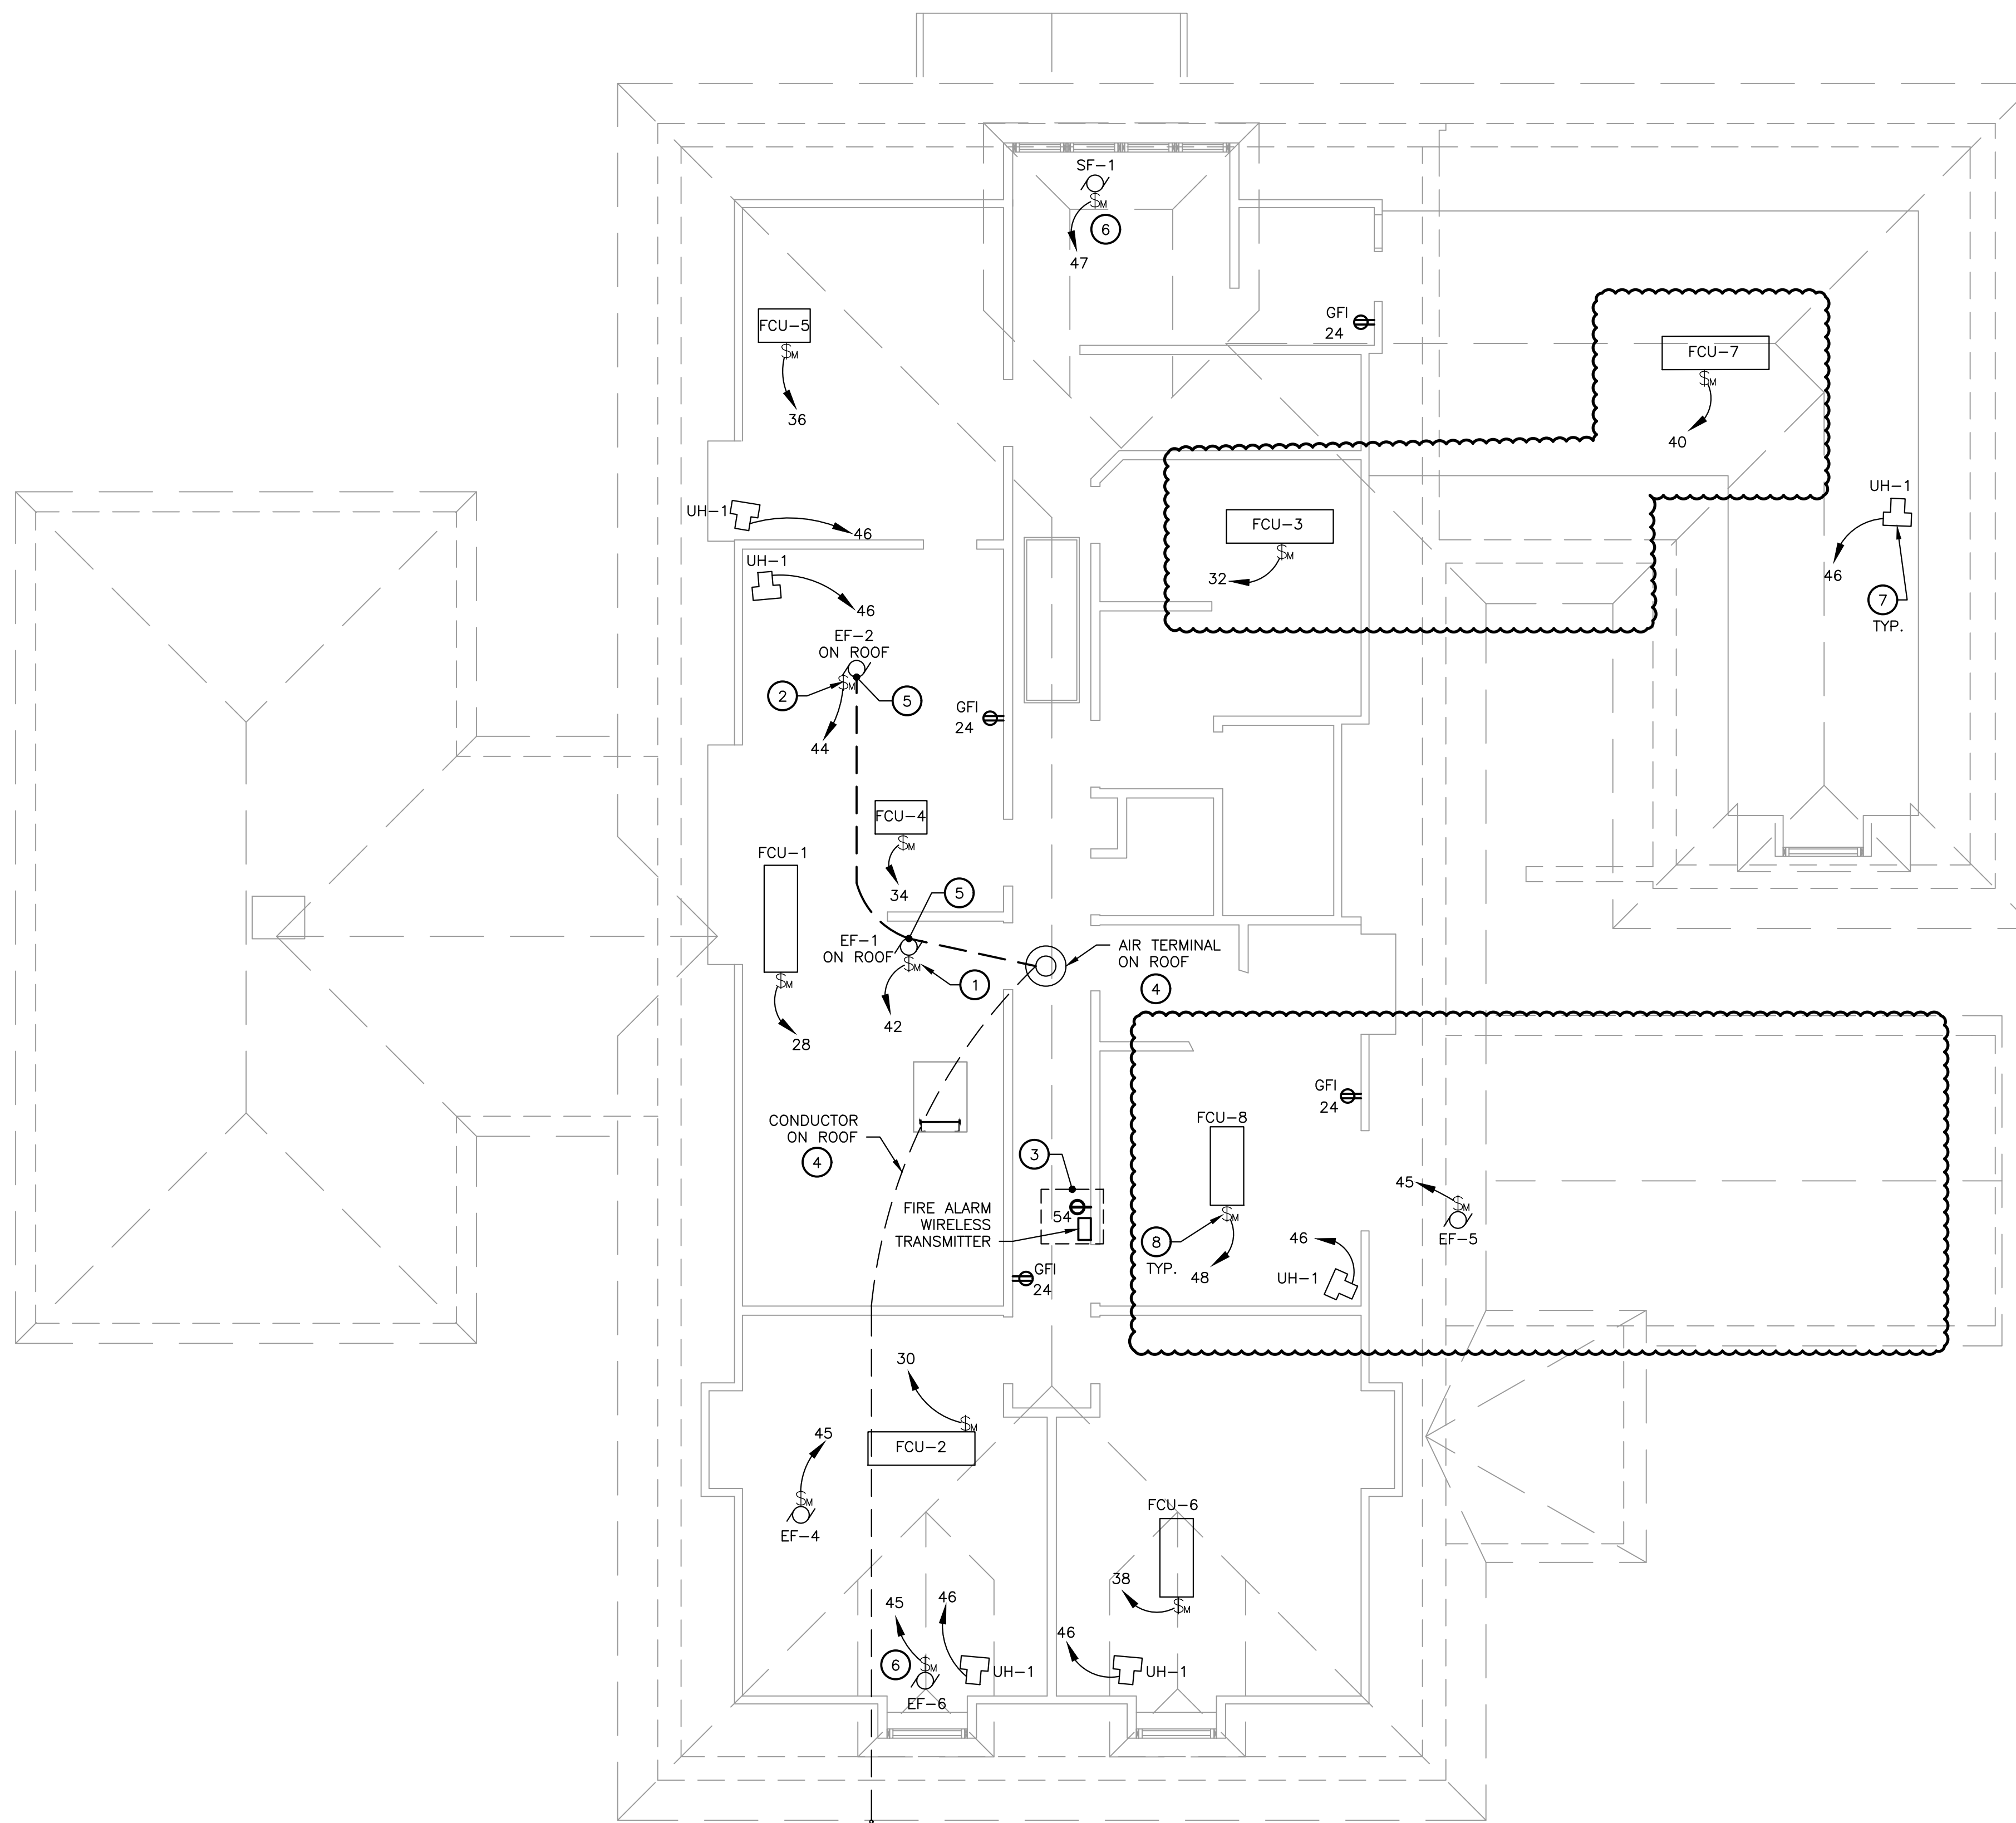 SF-1
$M
6
47
GFI
24
FCU-5
$M
36
FCU-7
$M
40
UH-1
46
UH-1
46
7
TYP.
FCU-3
$M
32
UH-1
46
EF-2
ON ROOF
2
$M
5
44
GFI
24
FCU-4
$M
34
FCU-1
$M
28
5
EF-1
ON ROOF
$M
1
42
AIR TERMINAL
ON ROOF
4
CONDUCTOR
ON ROOF
4
3
54
FIRE ALARM
WIRELESS
TRANSMITTER
GFI
24
GFI
24
FCU-8
$M
8
TYP.
48
45
$M
EF-5
46
UH-1
30
$M
FCU-2
45
$M
EF-4
FCU-6
38
$M
45
46
6
$M
UH-1
EF-6
46
UH-1